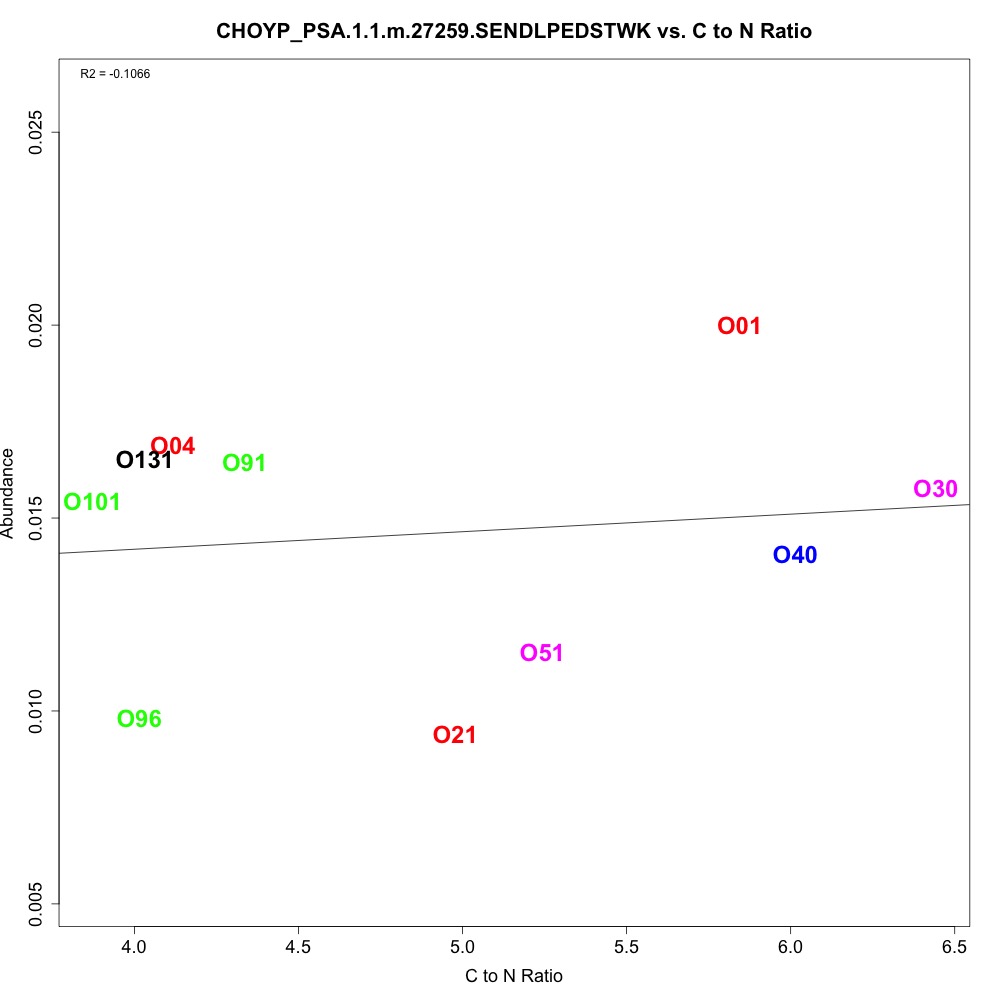 CHOYP_PSA.1.1.m.27259.SENDLPEDSTWK vs. C to N Ratio
R2 = -0.1066
0.025
0.020
0.015
0.010
0.005
Abundance
O01
O04
O131
O91
O101
O30
O40
O51
O96
O21
4.0 4.5 5.0 5.5 6.0 6.5
C to N Ratio